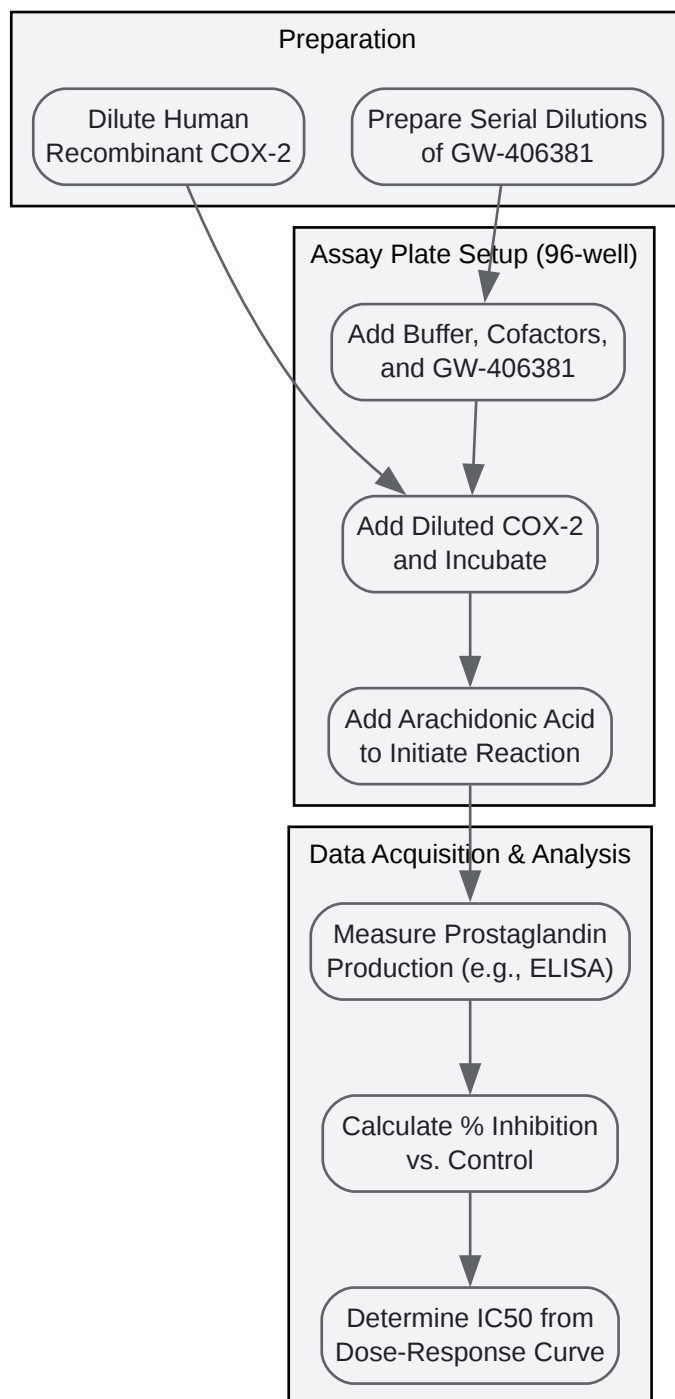 Preparation
Dilute Human
Recombinant COX-2
Prepare Serial Dilutions
of GW-406381
Assay Plate Setup (96-well)
Add Buffer, Cofactors,
and GW-406381
Add Diluted COX-2
and Incubate
Add Arachidonic Acid
to Initiate Reaction
Data Acquisition & Analysis
Measure Prostaglandin
Production (e.g., ELISA)
Calculate % Inhibition
vs. Control
Determine IC50 from
Dose-Response Curve